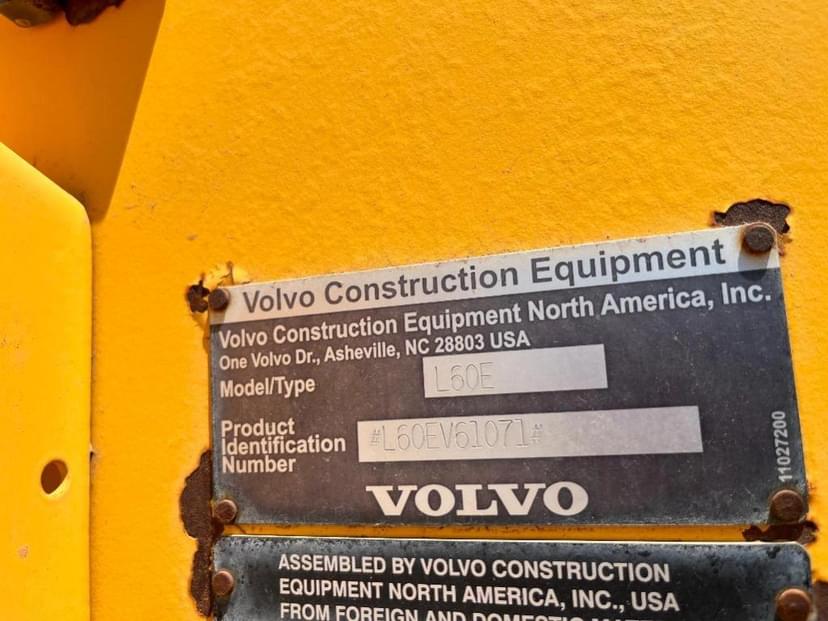 Volvo Construction Equipment
Volvo Construction Equipment North America, Inc.
One Volvo Dr., Asheville, NC 28803 USA
Model/Type L60E
Product
Identification
Number
#L60EV61071#
11027200
VOLVO
ASSEMBLED BY VOLVO CONSTRUCTION
EQUIPMENT NORTH AMERICA, INC., USA
FROM FOREIGN AND DOMESTIC